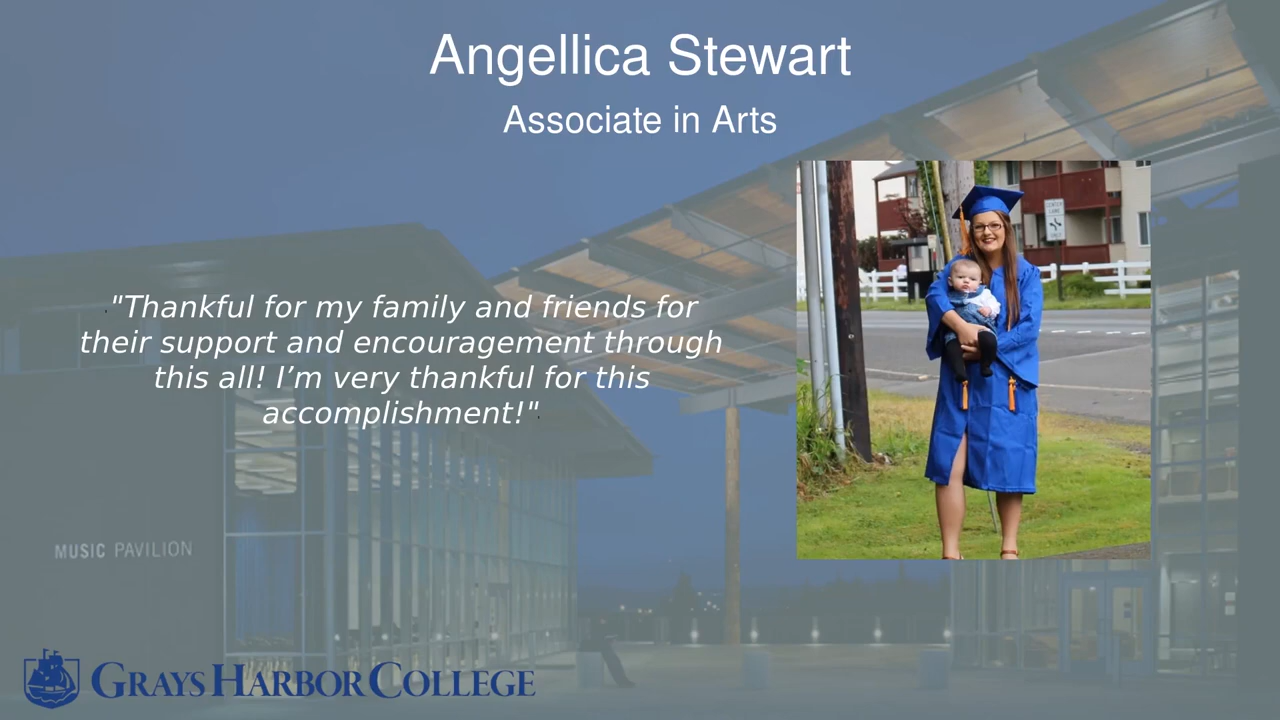 Angellica Stewart
Associate in Arts
"Thankful for my family and friends for
their support and encouragement through
this all! I’m very thankful for this
accomplishment!"
MUSIC PAVILION
GRAYS HARBOR COLLEGE